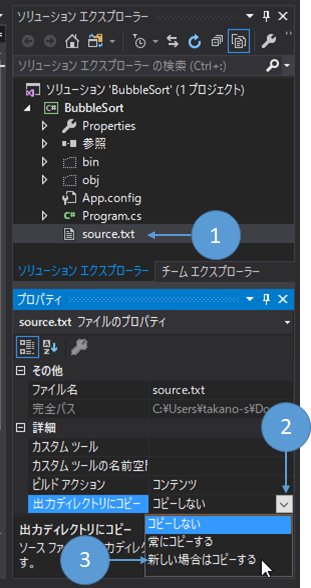 ソリューション エクスプローラー
ソリューション エクスプローラー の検索 (Ctrl+:)
ソリューション 'BubbleSort' (1 プロジェクト)
C# BubbleSort
Properties
参照
bin
obj
App.config
C# Program.cs
source.txt
1
ソリューション エクスプローラー チーム エクスプローラー
プロパティ
source.txt ファイルのプロパティ
その他
ファイル名 source.txt
完全パス C:¥Users¥takano-s¥Do
詳細
カスタム ツール
カスタム ツールの名前空
ビルド アクション コンテンツ
2
出力ディレクトリにコピー コピーしない
出力ディレクトリにコピー
コピーしない
常にコピーする
新しい場合はコピーする
ソース ファ
す。
3